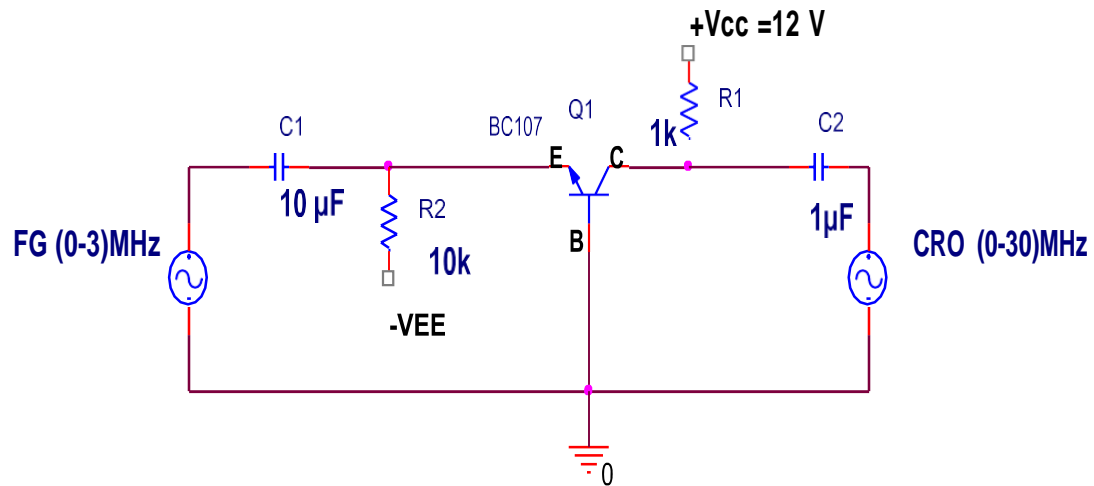 +Vcc =12 V
Q1
R1
C1
BC107
1k
C2
E
C
10 µF
R2
1µF
FG (0-3)MHz
10k
B
CRO (0-30)MHz
-VEE
0